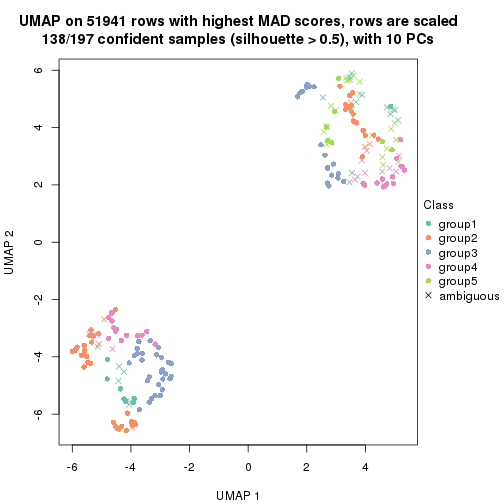 UMAP on 51941 rows with highest MAD scores, rows are scaled
138/197 confident samples (silhouette > 0.5), with 10 PCs
6
4
2
0
-2
-4
-6
UMAP 2
-6
-4
-2
0
2
4
UMAP 1
Class
group1
group2
group3
group4
group5
ambiguous